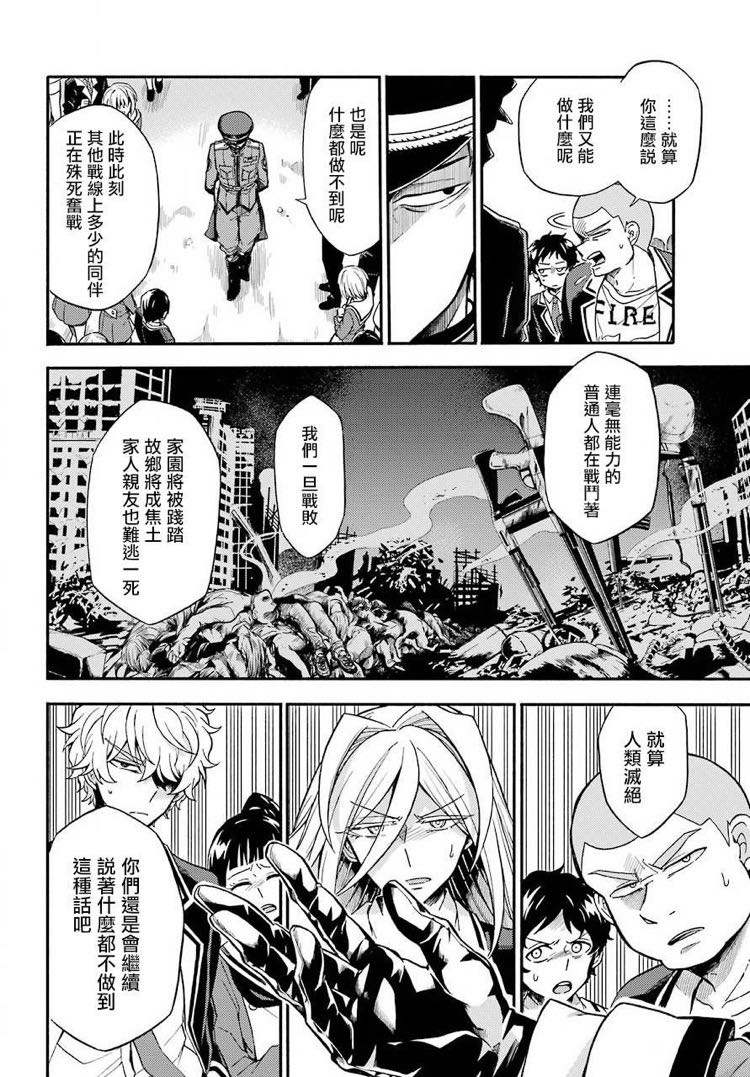 ……就算
你這麼說
我們又能
做什麼呢
FIRE
也是呢
什麼都做不到呢
此時此刻
其他戰線上多少的同伴
正在殊死奮戰
連毫無能力的
普通人都在戰鬥著
我們一旦戰敗
家園將被踐踏
故鄉將成焦土
家人親友也難逃一死
就算
人類滅絕
你們還是會繼續
說著什麼都不做到
這種話吧